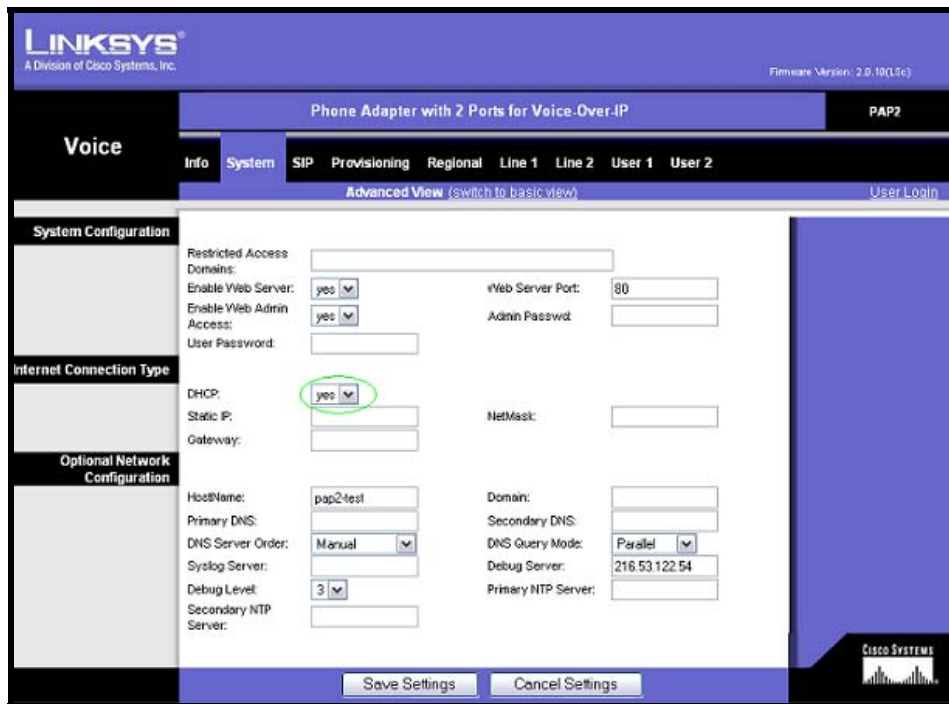 LINKSYS®
A Division of Cisco Systems, Inc.
Firmware Version: 2.0.10(LSc)
Phone Adapter with 2 Ports for Voice-Over-IP
PAP2
Voice
Info System SIP Provisioning Regional Line 1 Line 2 User 1 User 2
Advanced View (switch to basic view) User Login
System Configuration
Restricted Access
Domains:
Enable Web Server: yes Web Server Port: 80
Enable Web Admin
Access: yes Admin Passwd:
User Password:
Internet Connection Type
DHCP: yes
Static IP: NetMask:
Gateway:
Optional Network
Configuration
HostName: pap2-test Domain:
Primary DNS: Secondary DNS:
DNS Server Order: Manual DNS Query Mode: Parallel
Syslog Server: Debug Server: 216.53.122.54
Debug Level: 3 Primary NTP Server:
Secondary NTP
Server:
Save Settings Cancel Settings
CISCO SYSTEMS